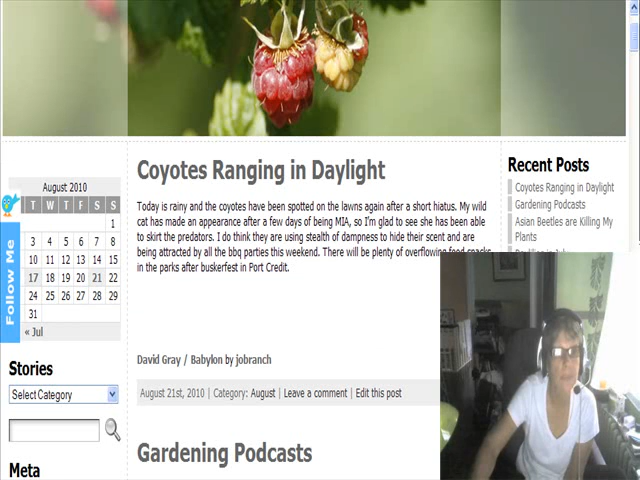 Coyotes Ranging in Daylight
Today is rainy and the coyotes have been spotted on the lawns again after a short hiatus. My wild
cat has made an appearance after a few days of being MIA, so I'm glad to see she has been able
to skirt the predators. I do think they are using stealth of dampness to hide their scent and are
being attracted by all the bbq parties this weekend. There will be plenty of overflowing food snacks
in the parks after buskerfest in Port Credit.
David Gray / Babylon by jobranch
August 21st, 2010 | Category: August | Leave a comment | Edit this post
Gardening Podcasts
August 2010
T W T F S S
1
3 4 5 6 7 8
10 11 12 13 14 15
17 18 19 20 21 22
24 25 26 27 28 29
31
« Jul
Follow Me
Stories
Select Category
Meta
Recent Posts
Coyotes Ranging in Daylight
Gardening Podcasts
Asian Beetles are Killing My
Plants